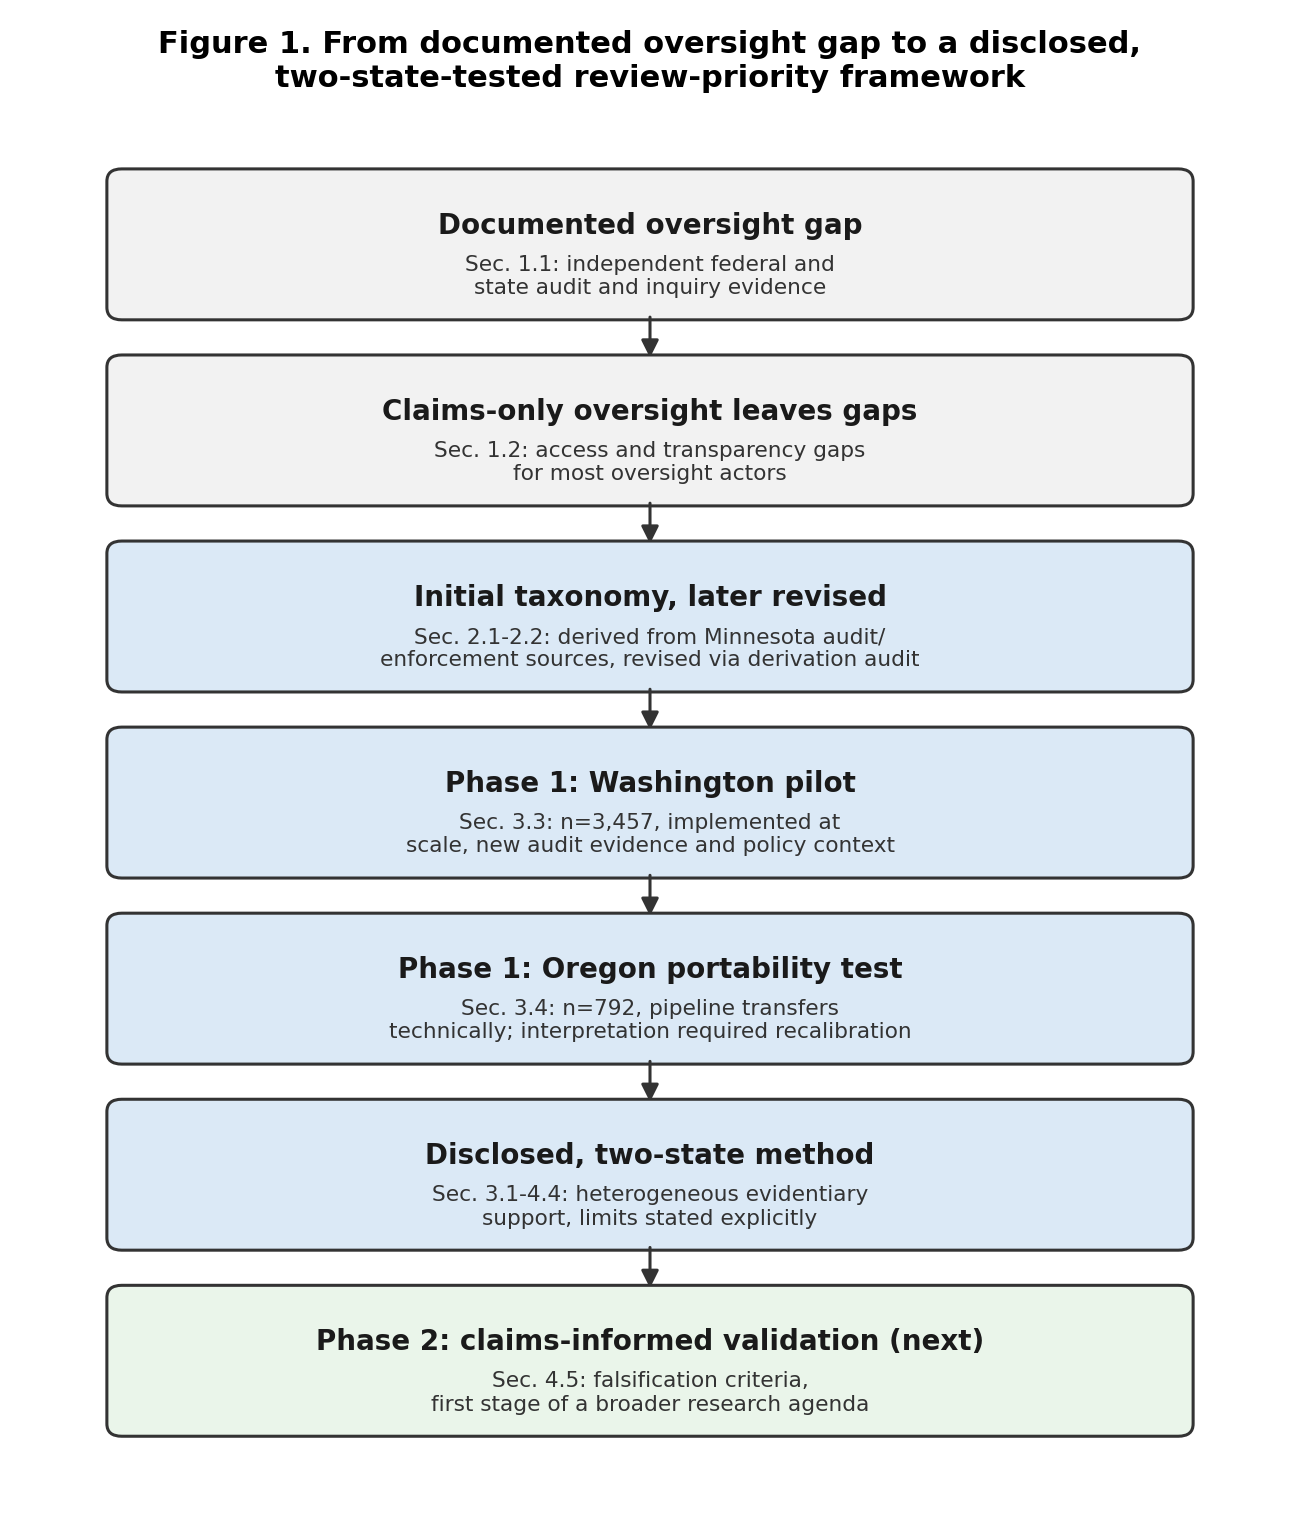 Figure 1. From documented oversight gap to a disclosed,
two-state-tested review-priority framework
Documented oversight gap
Sec. 1.1: independent federal and
state audit and inquiry evidence
Claims-only oversight leaves gaps
Sec. 1.2: access and transparency gaps
for most oversight actors
Initial taxonomy, later revised
Sec. 2.1-2.2: derived from Minnesota audit/
enforcement sources, revised via derivation audit
Phase 1: Washington pilot
Sec. 3.3: n=3,457, implemented at
scale, new audit evidence and policy context
Phase 1: Oregon portability test
Sec. 3.4: n=792, pipeline transfers
technically; interpretation required recalibration
Disclosed, two-state method
Sec. 3.1-4.4: heterogeneous evidentiary
support, limits stated explicitly
Phase 2: claims-informed validation (next)
Sec. 4.5: falsification criteria,
first stage of a broader research agenda